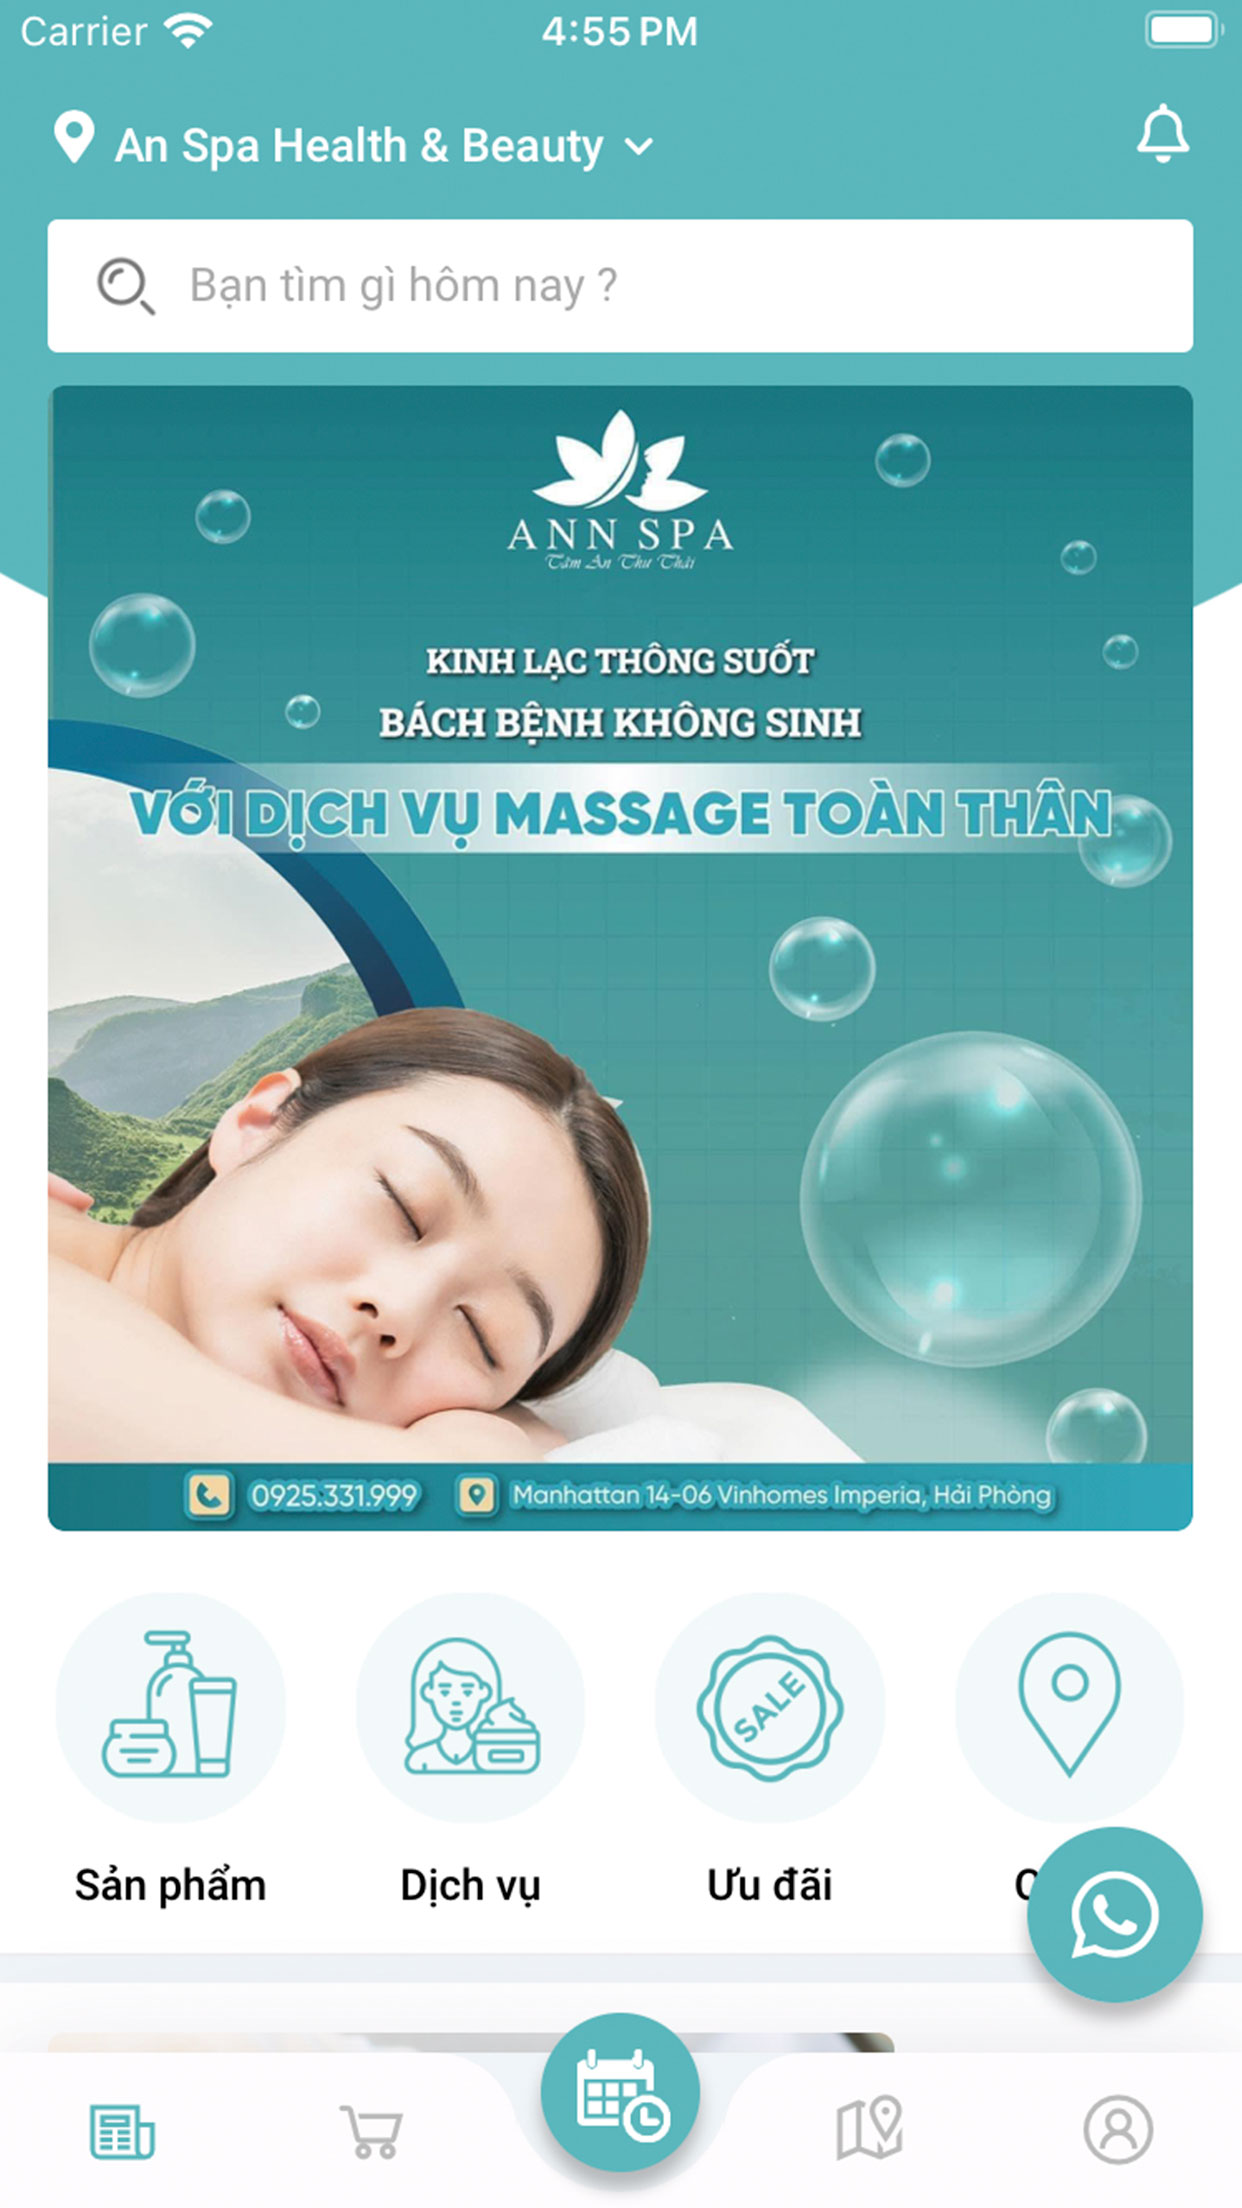 Carrier 4:55 PM
An Spa Health & Beauty
Bạn tìm gì hôm nay ?
ANN SPA
Tâm An Thư Thái
KINH LẠC THÔNG SUỐT
BÁCH BỆNH KHÔNG SINH
VỚI DỊCH VỤ MASSAGE TOÀN THÂN
0925.331.999 Manhattan 14-06 Vinhomes Imperia, Hải Phòng
SALE
Sản phẩm Dịch vụ Ưu đãi